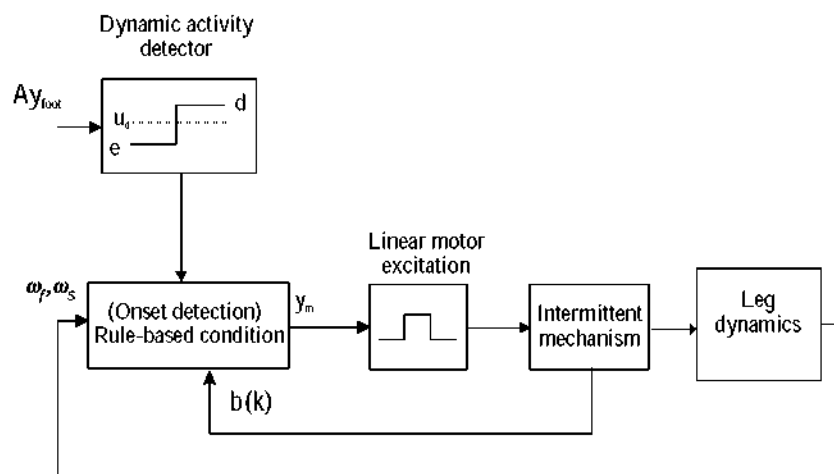 Dynamic activity
detector
Ay_foot
u_d
d
e
Linear motor
excitation
ω_f, ω_s
(Onset detection)
Rule-based condition
y_m
Intermittent
mechanism
Leg
dynamics
b(k)